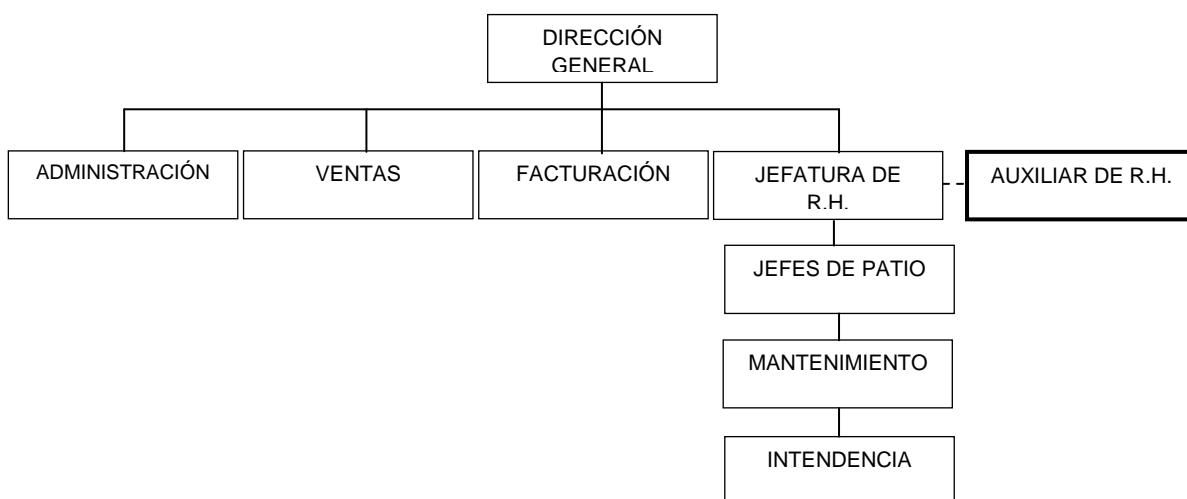 DIRECCIÓN
GENERAL
ADMINISTRACIÓN
VENTAS
FACTURACIÓN
JEFATURA DE
R.H.
AUXILIAR DE R.H.
JEFES DE PATIO
MANTENIMIENTO
INTENDENCIA